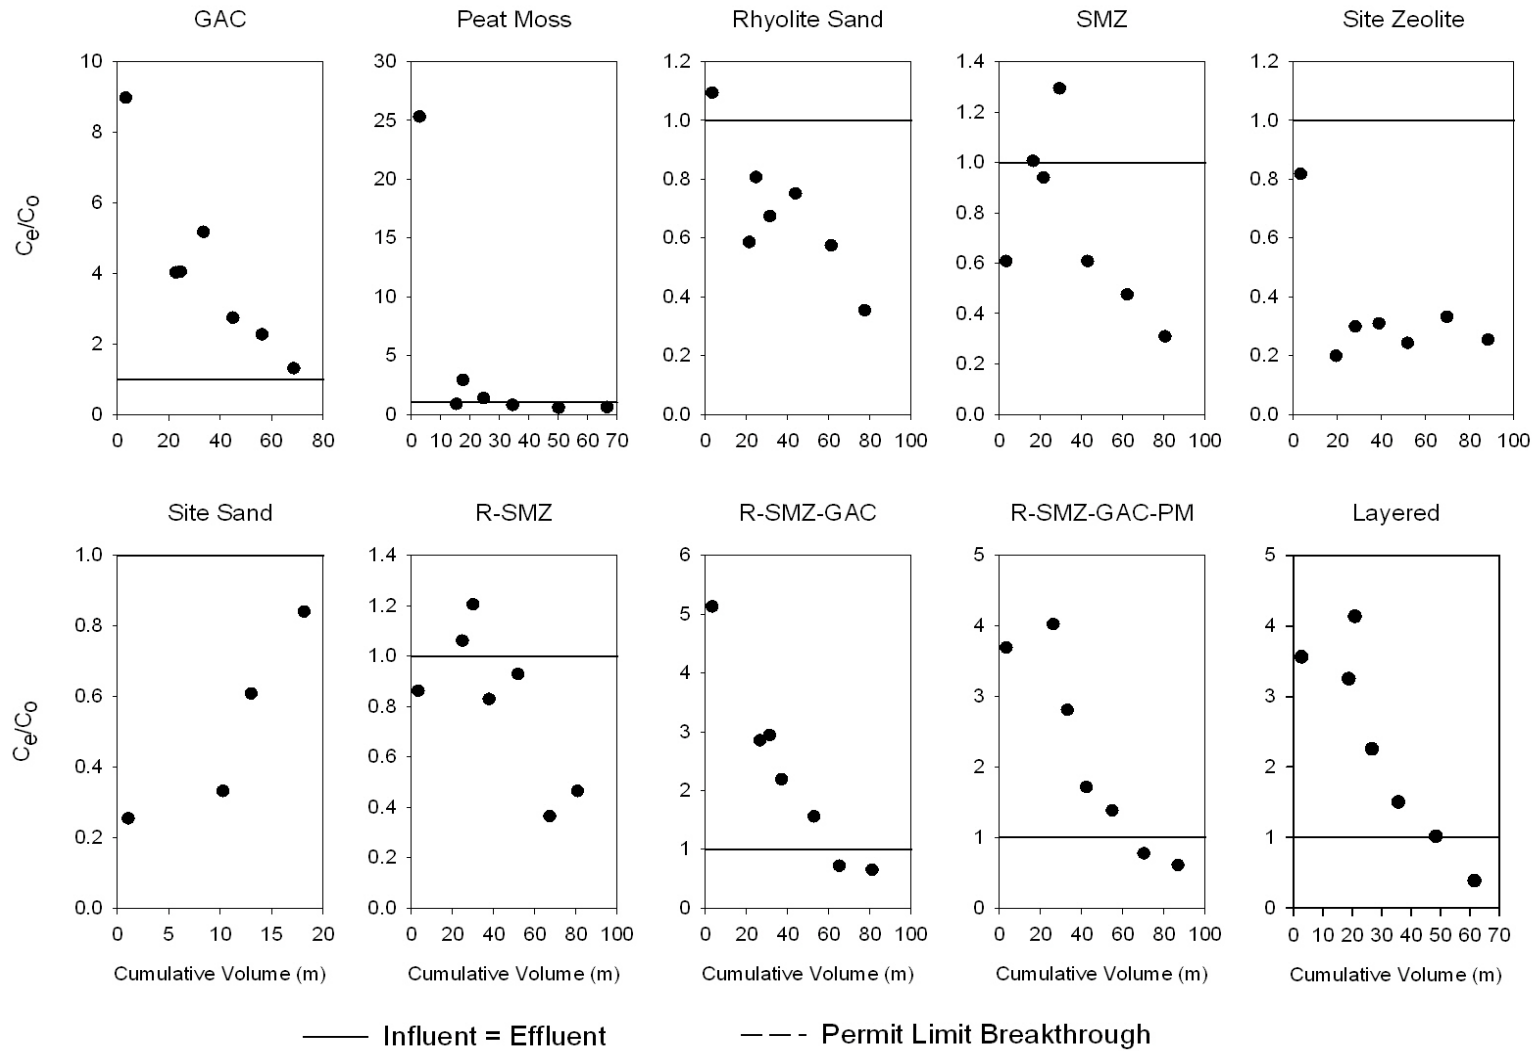 GAC Peat Moss Rhyolite Sand SMZ Site Zeolite
10 30 1.2 1.4 1.2
1.2
25 1.0 1.0
8
1.0
20 0.8 0.8
6 0.8
Ce/Co
15 0.6 0.6
4 0.6
10 0.4 0.4
0.4
2
5 0.2 0.2
0.2
0 0 0.0 0.0 0.0
0 20 40 60 80 0 10 20 30 40 50 60 70 0 20 40 60 80 100 0 20 40 60 80 100 0 20 40 60 80 100
Site Sand R-SMZ R-SMZ-GAC R-SMZ-GAC-PM Layered
1.0 1.4 6 5 5
1.2
5
0.8 4 4
1.0
4
0.6 0.8 3 3
Ce/Co
3
0.6
0.4 2 2
2
0.4
0.2 1 1
1
0.2
0.0 0.0 0 0 0
0 5 10 15 20 0 20 40 60 80 100 0 20 40 60 80 100 0 20 40 60 80 100 0 10 20 30 40 50 60 70
Cumulative Volume (m) Cumulative Volume (m) Cumulative Volume (m) Cumulative Volume (m) Cumulative Volume (m)
Influent = Effluent Permit Limit Breakthrough